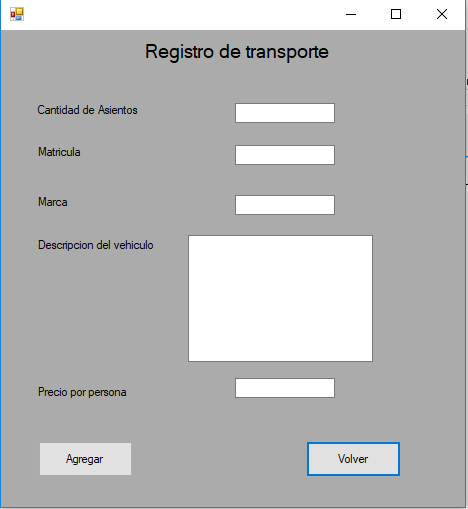 Registro de transporte
Cantidad de Asientos
Matricula
Marca
Descripcion del vehiculo
Precio por persona
Agregar
Volver